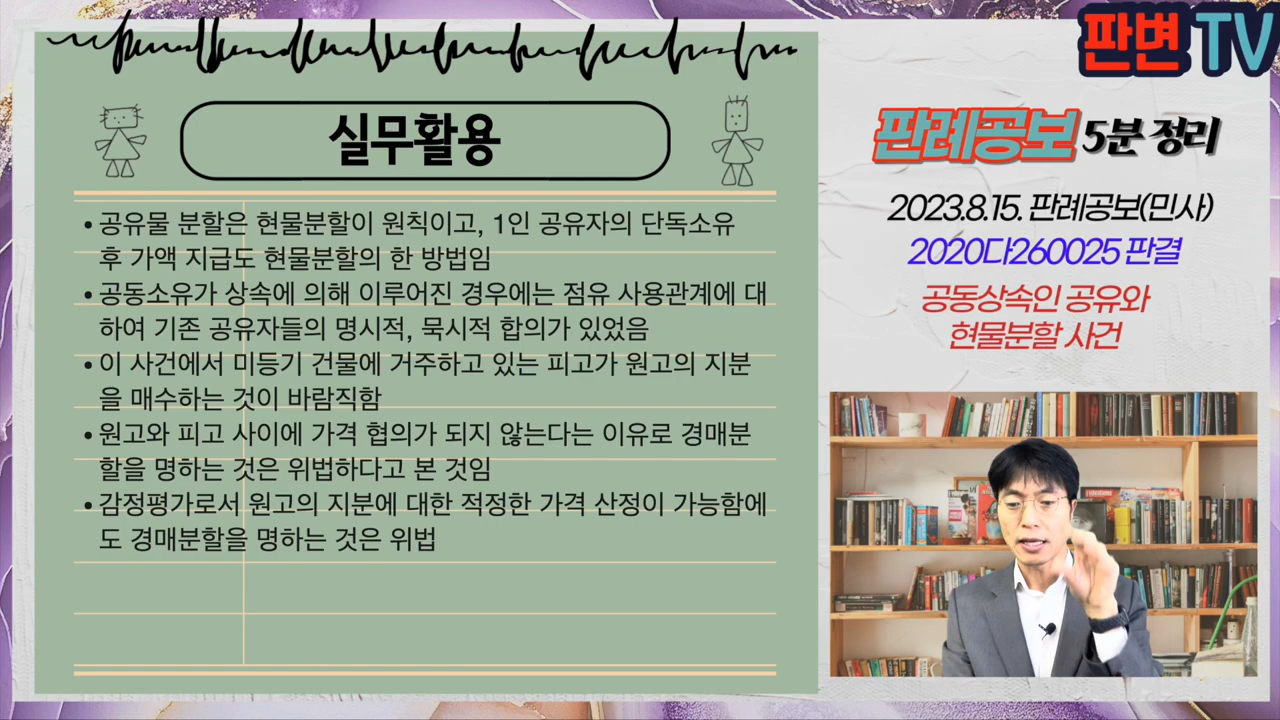 판변 TV
실무활용
• 공유물 분할은 현물분할이 원칙이고, 1인 공유자의 단독소유
후 가액 지급도 현물분할의 한 방법임
• 공동소유가 상속에 의해 이루어진 경우에는 점유 사용관계에 대
하여 기존 공유자들의 명시적, 묵시적 합의가 있었음
• 이 사건에서 미등기 건물에 거주하고 있는 피고가 원고의 지분
을 매수하는 것이 바람직함
• 원고와 피고 사이에 가격 협의가 되지 않는다는 이유로 경매분
할을 명하는 것은 위법하다고 본 것임
• 감정평가로서 원고의 지분에 대한 적정한 가격 산정이 가능함에
도 경매분할을 명하는 것은 위법
판례공보 5분 정리
2023.8.15. 판례공보(민사)
2020다260025 판결
공동상속인 공유와
현물분할 사건